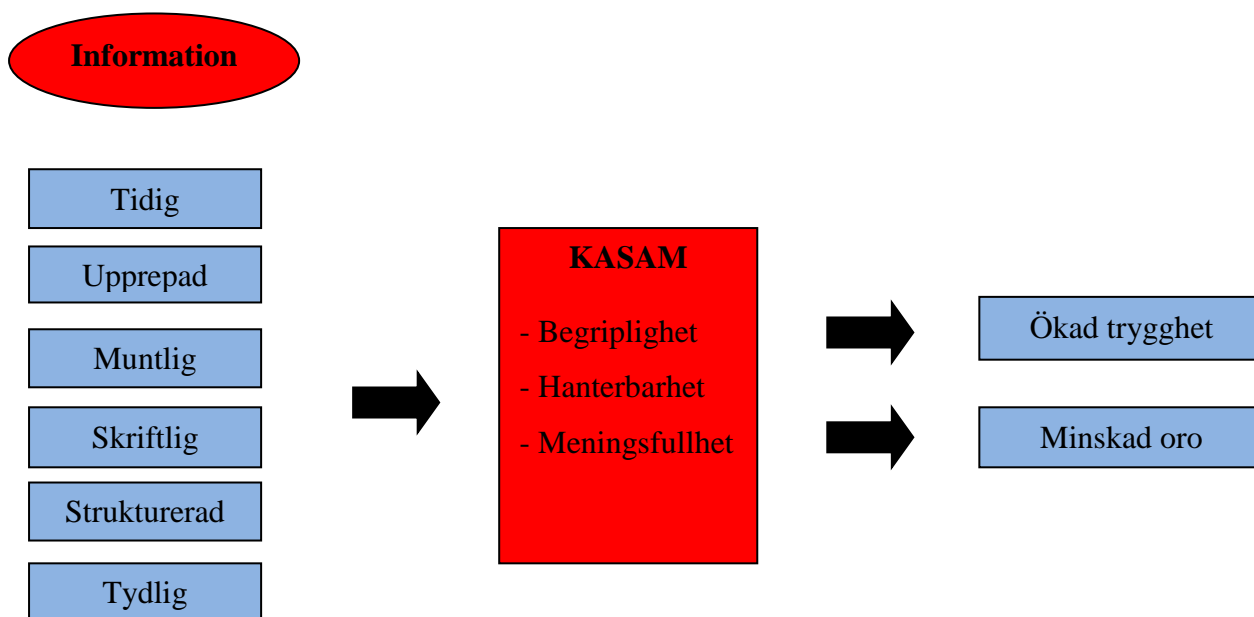 Information
Tidig
Upprepad
Muntlig
Skriftlig
Strukturerad
Tydlig
KASAM
- Begriplighet
- Hanterbarhet
- Meningsfullhet
Ökad trygghet
Minskad oro